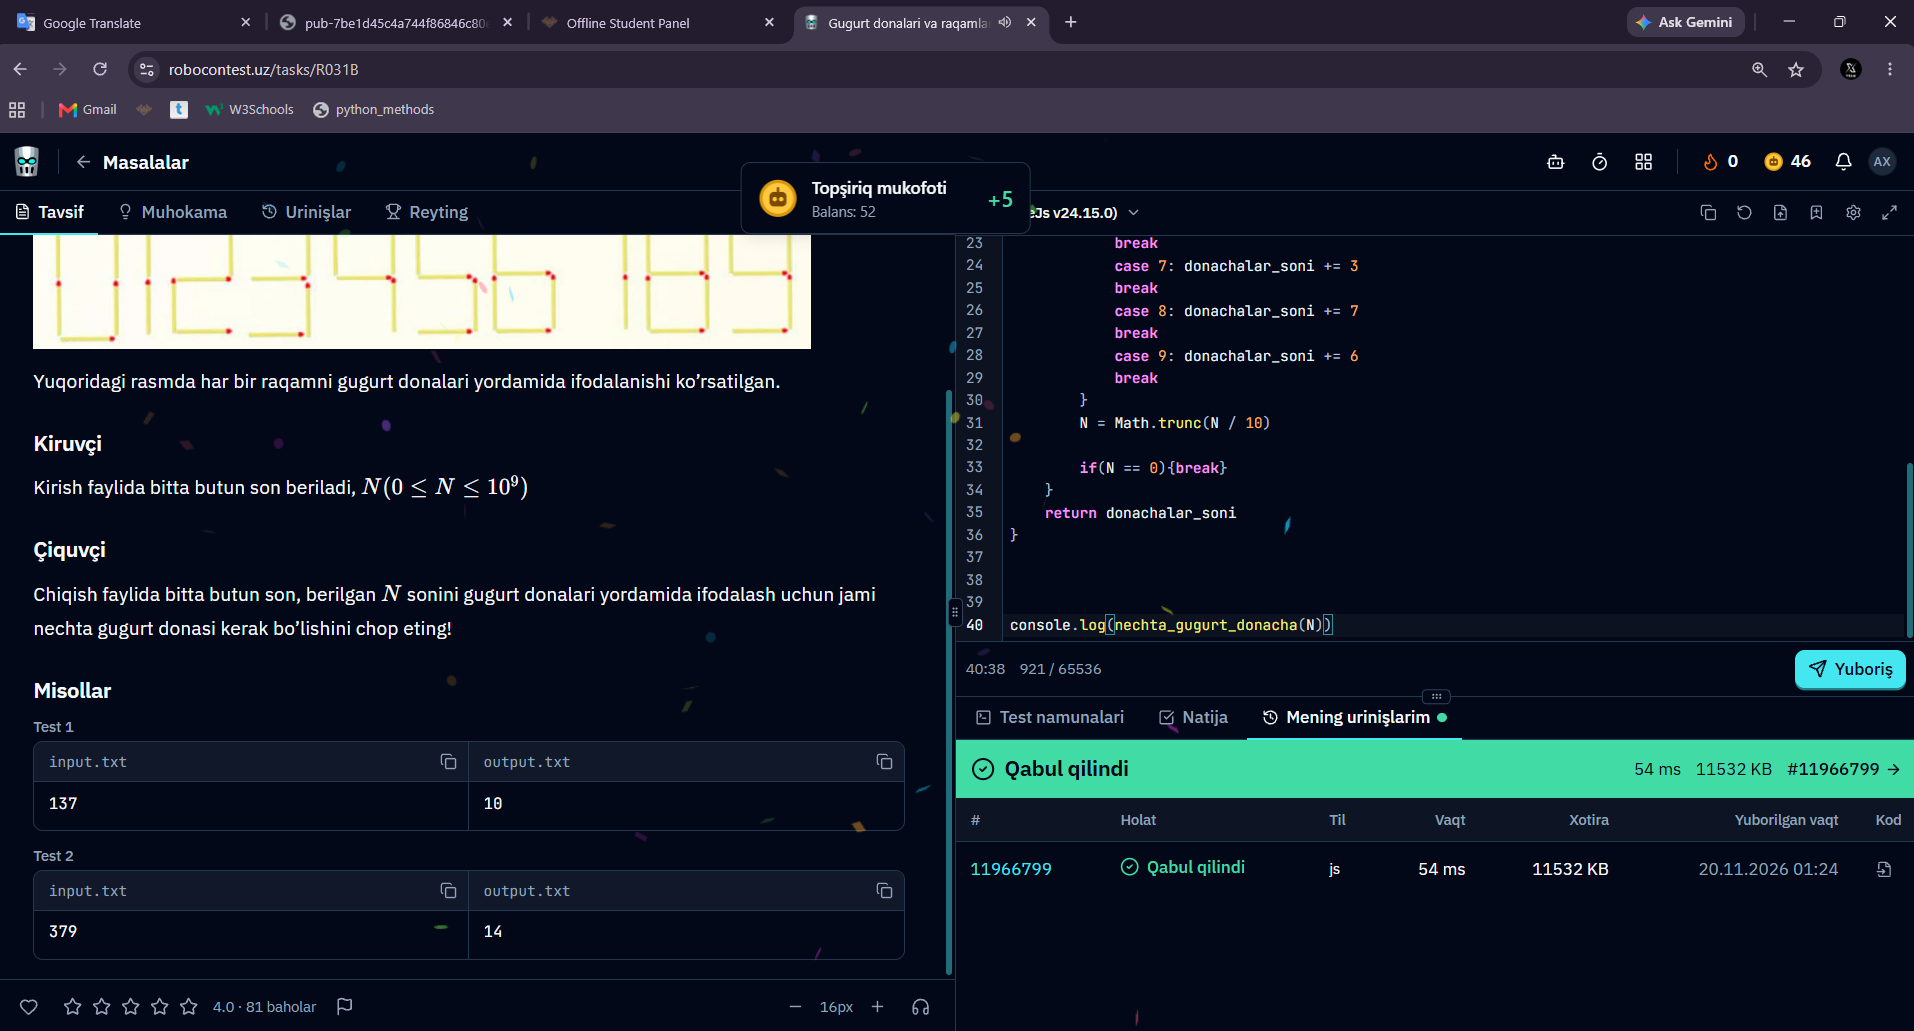 Google Translate
pub-7be1d45c4a744f86846c80
Offline Student Panel
Gugurt donalari va raqamla
Ask Gemini
robocontest.uz/tasks/R031B
Gmail
W3Schools
python_methods
Masalalar
0
46
AX
Topşiriq mukofoti
Balans: 52
+5
Tavsif
Muhokama
Urinişlar
Reyting
Js v24.15.0)
Yuqoridagi rasmda har bir raqamni gugurt donalari yordamida ifodalanishi ko’rsatilgan.
Kiruvçi
Kirish faylida bitta butun son beriladi, N(0 ≤ N ≤ 10⁹)
Çiquvçi
Chiqish faylida bitta butun son, berilgan N sonini gugurt donalari yordamida ifodalash uchun jami
nechta gugurt donasi kerak bo’lishini chop eting!
Misollar
Test 1
input.txt
output.txt
137
10
Test 2
input.txt
output.txt
379
14
4.0 · 81 baholar
16px
23 break
24 case 7: donachalar_soni += 3
25 break
26 case 8: donachalar_soni += 7
27 break
28 case 9: donachalar_soni += 6
29 break
30 }
31 N = Math.trunc(N / 10)
32
33 if(N == 0){break}
34 }
35 return donachalar_soni
36 }
37
38
39
40 console.log(nechta_gugurt_donacha(N))
40:38 921 / 65536
Yuboriş
Test namunalari
Natija
Mening urinişlarim
Qabul qilindi
54 ms 11532 KB #11966799
# Holat Til Vaqt Xotira Yuborilgan vaqt Kod
11966799 Qabul qilindi js 54 ms 11532 KB 20.11.2026 01:24